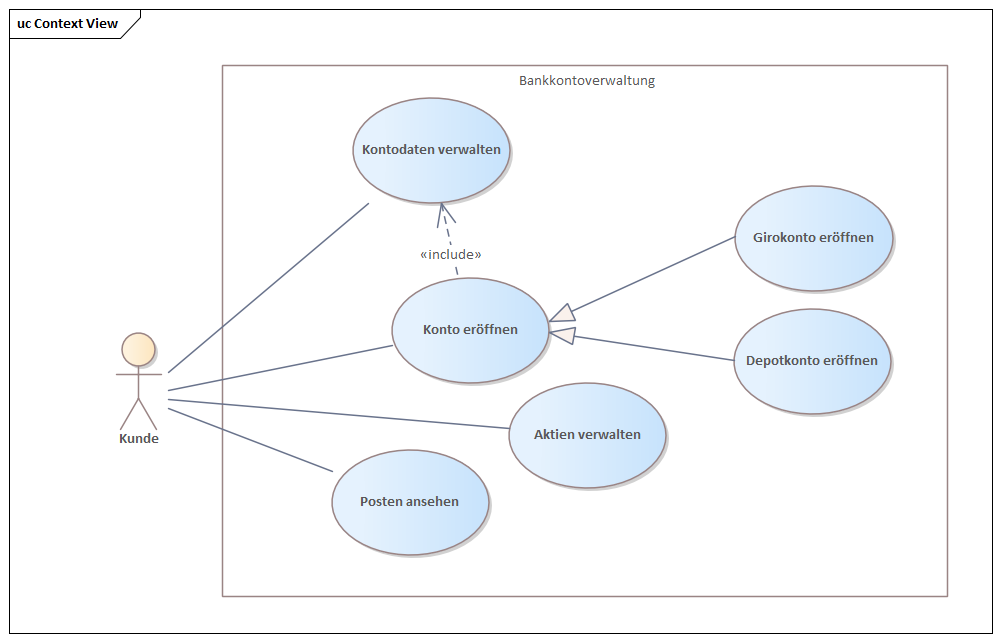 uc Context View
Bankkontoverwaltung
Kontodaten verwalten
Girokonto eröffnen
«include»
Konto eröffnen
Depotkonto eröffnen
Kunde
Aktien verwalten
Posten ansehen